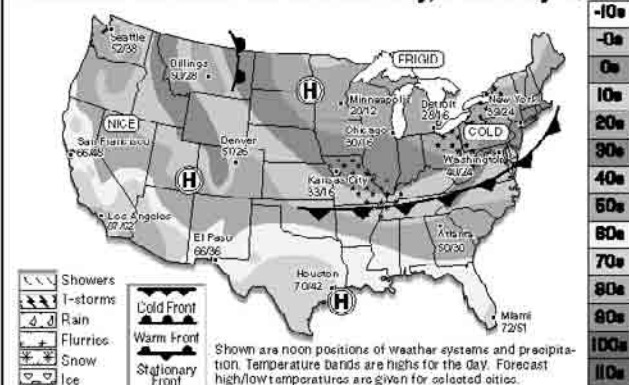 -10s
-0s
0s
10s
20s
30s
40s
50s
60s
70s
80s
90s
100s
110s
Seattle
52/38
Billings
50/28
FRIGID
H
Minneapolis
20/12
Detroit
28/16
New York
39/24
NICE
San Francisco
66/48
Denver
51/26
Chicago
30/16
COLD
Washington
40/24
H
Kansas City
33/16
Los Angeles
El Paso
66/36
Atlanta
50/30
Houston
70/42
H
Miami
72/61
Showers
T-storms
Rain
Flurries
Snow
Ice
Cold Front
Warm Front
Stationary
Front
Shown are noon positions of weather systems and precipita-
tion. Temperature bands are highs for the day. Forecast
high/low temperatures are given for selected cities.